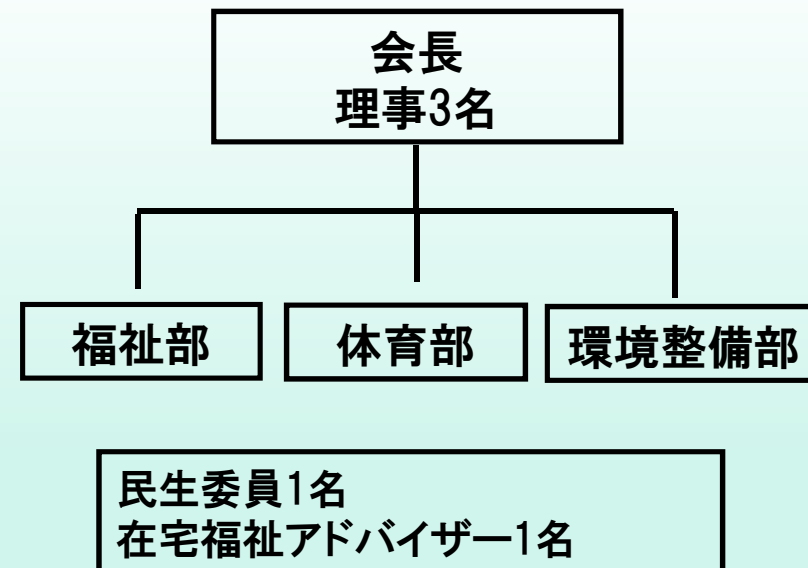 会長
理事3名
福祉部
体育部
環境整備部
民生委員1名
在宅福祉アドバイザー1名